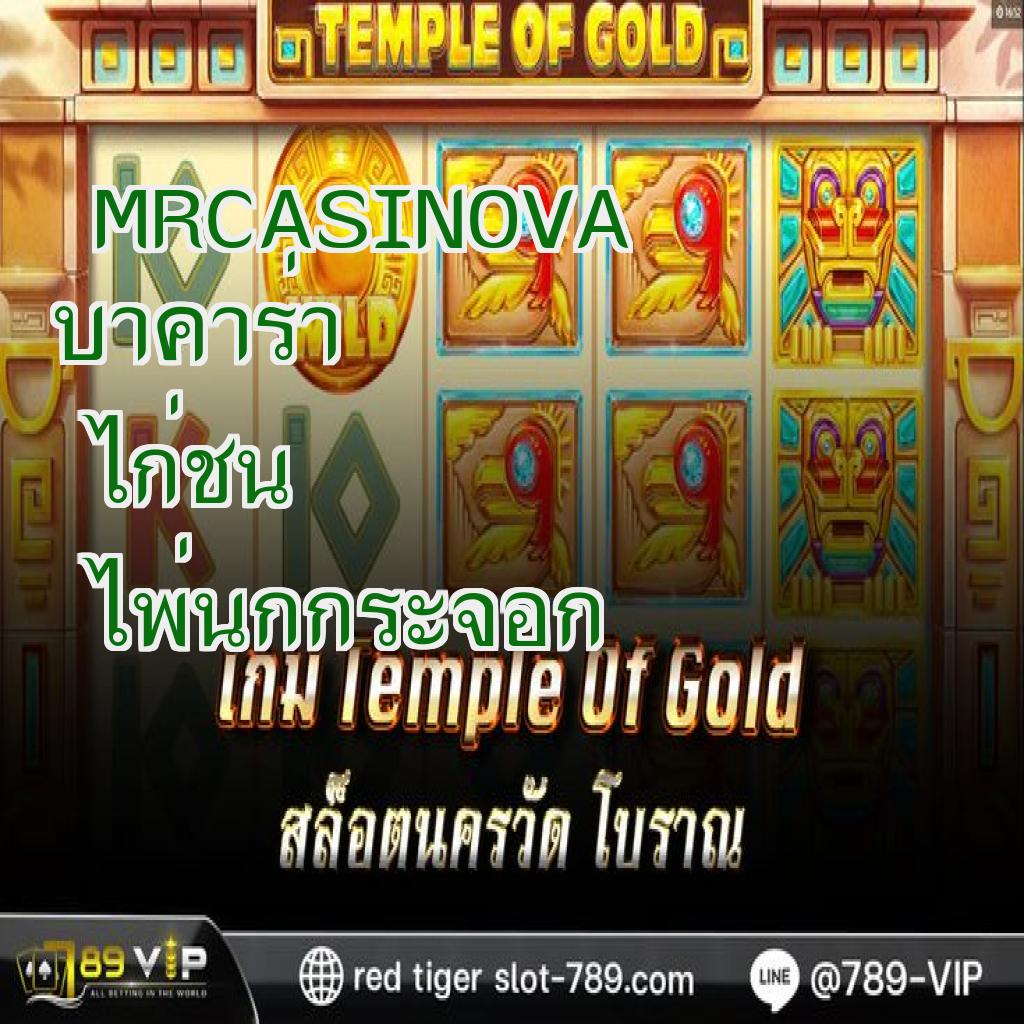 TEMPLE OF GOLD
WILD
MRCASINOVA
บาคาร่า
ไก่ชน
ไพ่นกกระจอก
เกม Temple Of Gold
สล็อตนครวัด โบราณ
789 VIP
ALL BETTING IN THE WORLD
red tiger slot-789.com
LINE @789-VIP